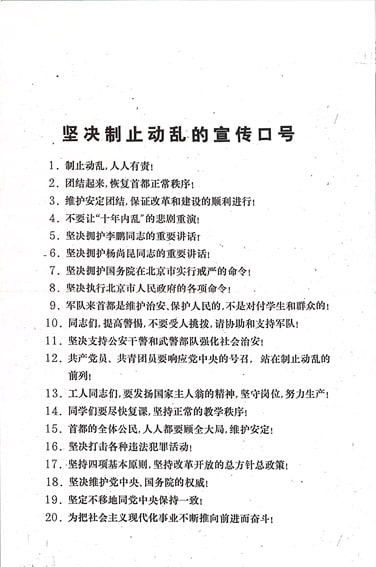 坚决制止动乱的宣传口号
1. 制止动乱,人人有责!
2. 团结起来,恢复首都正常秩序!
3. 维护安定团结,保证改革和建设的顺利进行!
4. 不要让“十年内乱”的悲剧重演!
5. 坚决拥护李鹏同志的重要讲话!
6. 坚决拥护杨尚昆同志的重要讲话!
7. 坚决拥护国务院在北京市实行戒严的命令!
8. 坚决执行北京市人民政府的各项命令!
9. 军队来首都是维护治安、保护人民的,不是对付学生和群众的!
10. 同志们,提高警惕,不要受人挑拨,请协助和支持军队!
11. 坚决支持公安干警和武警部队强化社会治安!
12. 共产党员、共青团员要响应党中央的号召,站在制止动乱的
前列!
13. 工人同志们,要发扬国家主人翁的精神,坚守岗位,努力生产!
14. 同学们要尽快复课,坚持正常的教学秩序!
15. 首都的全体公民,人人都要顾全大局,维护安定!
16. 坚决打击各种违法犯罪活动!
17. 坚持四项基本原则,坚持改革开放的总方针总政策!
18. 坚决维护党中央,国务院的权威!
19. 坚定不移地同党中央保持一致!
20. 为把社会主义现代化事业不断推向前进而奋斗!